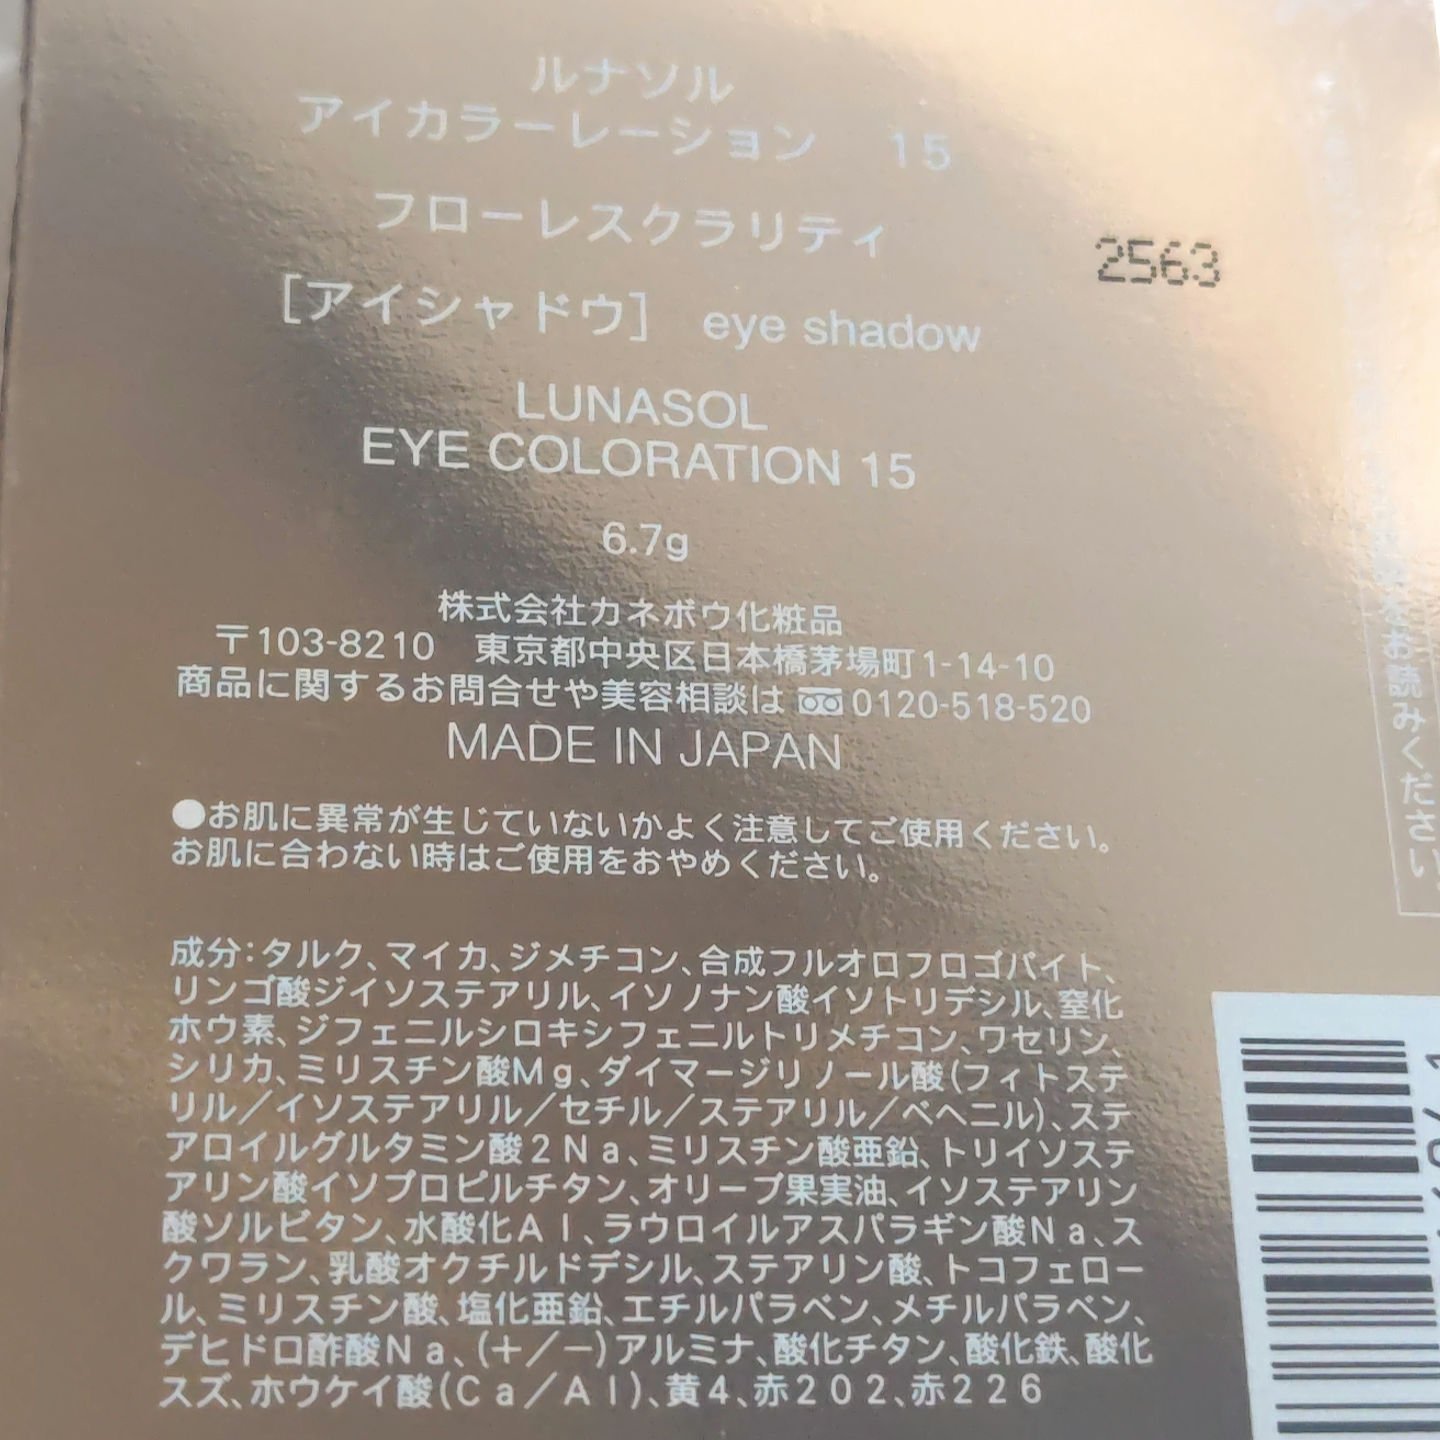 ルナソル
アイカラーレーション 15
フローレスクラリティ
2563
[アイシャドウ] eye shadow
LUNASOL
EYE COLORATION 15
6.7g
株式会社カネボウ化粧品
〒103-8210 東京都中央区日本橋茅場町1-14-10
商品に関するお問合せや美容相談は 0120-518-520
MADE IN JAPAN
●お肌に異常が生じていないかよく注意してご使用ください。
お肌に合わない時はご使用をおやめください。
成分:タルク、マイカ、ジメチコン、合成フルオロフロゴパイト、
リンゴ酸ジイソステアリル、イソノナン酸イソトリデシル、窒化
ホウ素、ジフェニルシロキシフェニルトリメチコン、ワセリン、
シリカ、ミリスチン酸Mg、ダイマージリノール酸(フィトステ
リル/イソステアリル/セチル/ステアリル/ベヘニル)、ステ
アロイルグルタミン酸2Na、ミリスチン酸亜鉛、トリイソステ
アリン酸イソプロピルチタン、オリーブ果実油、イソステアリン
酸ソルビタン、水酸化Al、ラウロイルアスパラギン酸Na、ス
クワラン、乳酸オクチルドデシル、ステアリン酸、トコフェロー
ル、ミリスチン酸、塩化亜鉛、エチルパラベン、メチルパラベン、
デヒドロ酢酸Na、(+/-)アルミナ、酸化チタン、酸化鉄、酸化
スズ、ホウケイ酸(Ca/Al)、黄4、赤202、赤226
をお読みください。